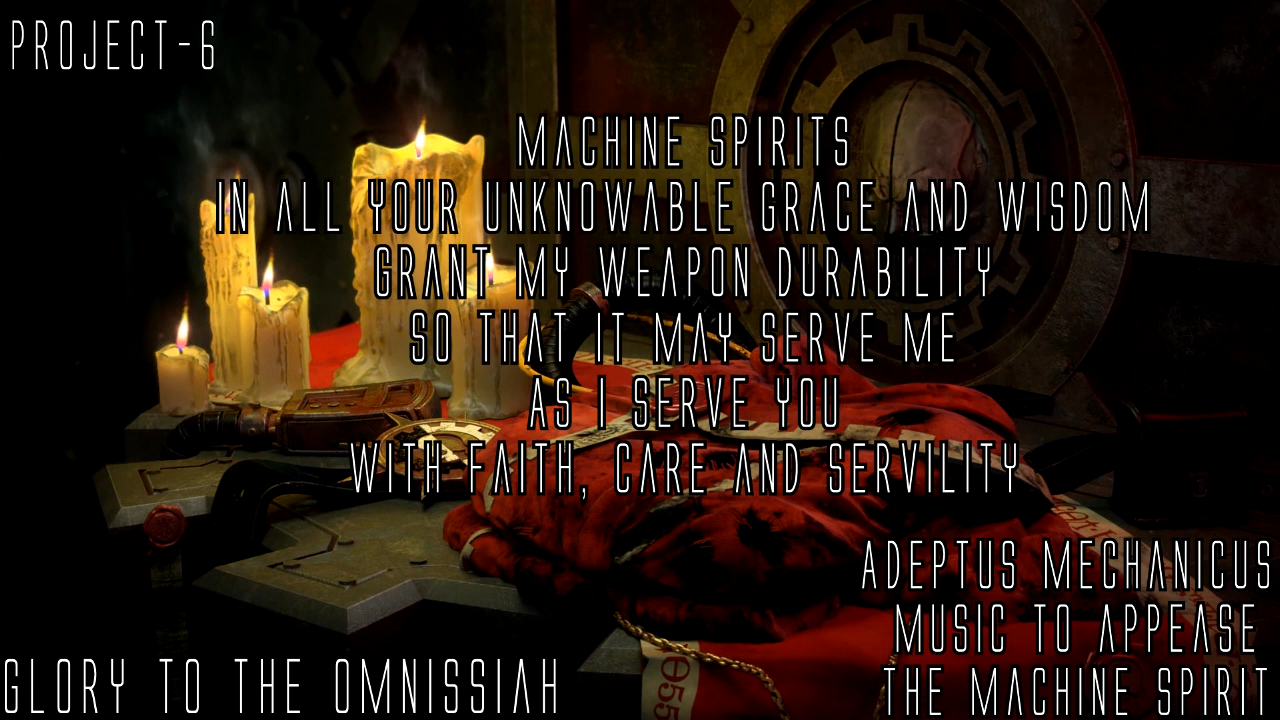 PROJECT-6
MACHINE SPIRITS
IN ALL YOUR UNKNOWABLE GRACE AND WISDOM
GRANT MY WEAPON DURABILITY
SO THAT IT MAY SERVE ME
AS I SERVE YOU
WITH FAITH, CARE AND SERVILITY
ADEPTUS MECHANICUS
MUSIC TO APPEASE
THE MACHINE SPIRIT
GLORY TO THE OMNISSIAH